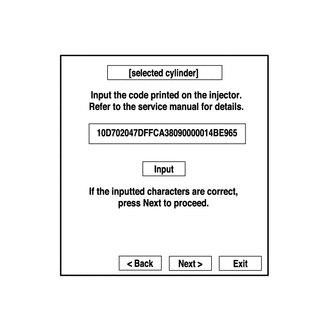 [selected cylinder]
Input the code printed on the injector.
Refer to the service manual for details.
10D702047DFFCA38090000014BE965
Input
If the inputted characters are correct,
press Next to proceed.
< Back
Next >
Exit